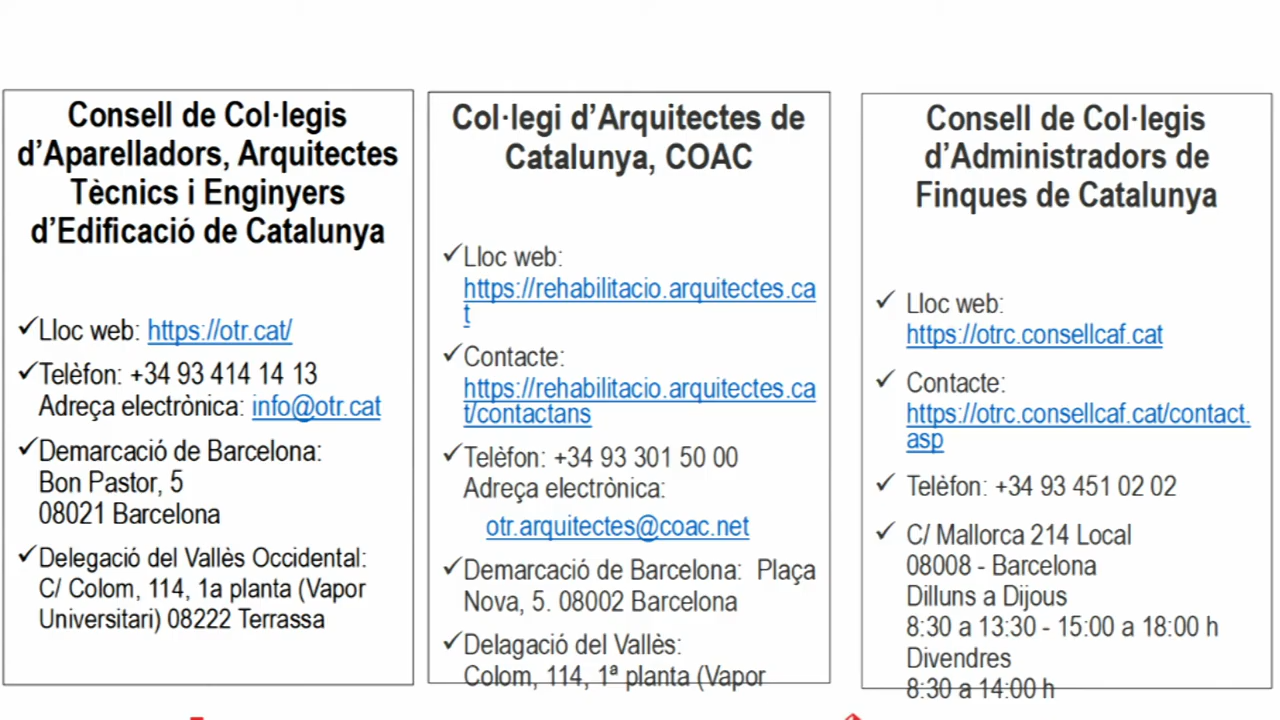 Consell de Col·legis
d’Aparelladors, Arquitectes
Tècnics i Enginyers
d’Edificació de Catalunya
✓Lloc web: https://otr.cat/
✓Telèfon: +34 93 414 14 13
Adreça electrònica: info@otr.cat
✓Demarcació de Barcelona:
Bon Pastor, 5
08021 Barcelona
✓Delegació del Vallès Occidental:
C/ Colom, 114, 1a planta (Vapor
Universitari) 08222 Terrassa
Col·legi d’Arquitectes de
Catalunya, COAC
✓Lloc web:
https://rehabilitacio.arquitectes.ca
t
✓Contacte:
https://rehabilitacio.arquitectes.ca
t/contactans
✓Telèfon: +34 93 301 50 00
Adreça electrònica:
otr.arquitectes@coac.net
✓Demarcació de Barcelona: Plaça
Nova, 5. 08002 Barcelona
✓Delagació del Vallès:
Colom, 114, 1ª planta (Vapor
Consell de Col·legis
d’Administradors de
Finques de Catalunya
✓ Lloc web:
https://otrc.consellcaf.cat
✓ Contacte:
https://otrc.consellcaf.cat/contact.
asp
✓ Telèfon: +34 93 451 02 02
✓ C/ Mallorca 214 Local
08008 - Barcelona
Dilluns a Dijous
8:30 a 13:30 - 15:00 a 18:00 h
Divendres
8:30 a 14:00 h